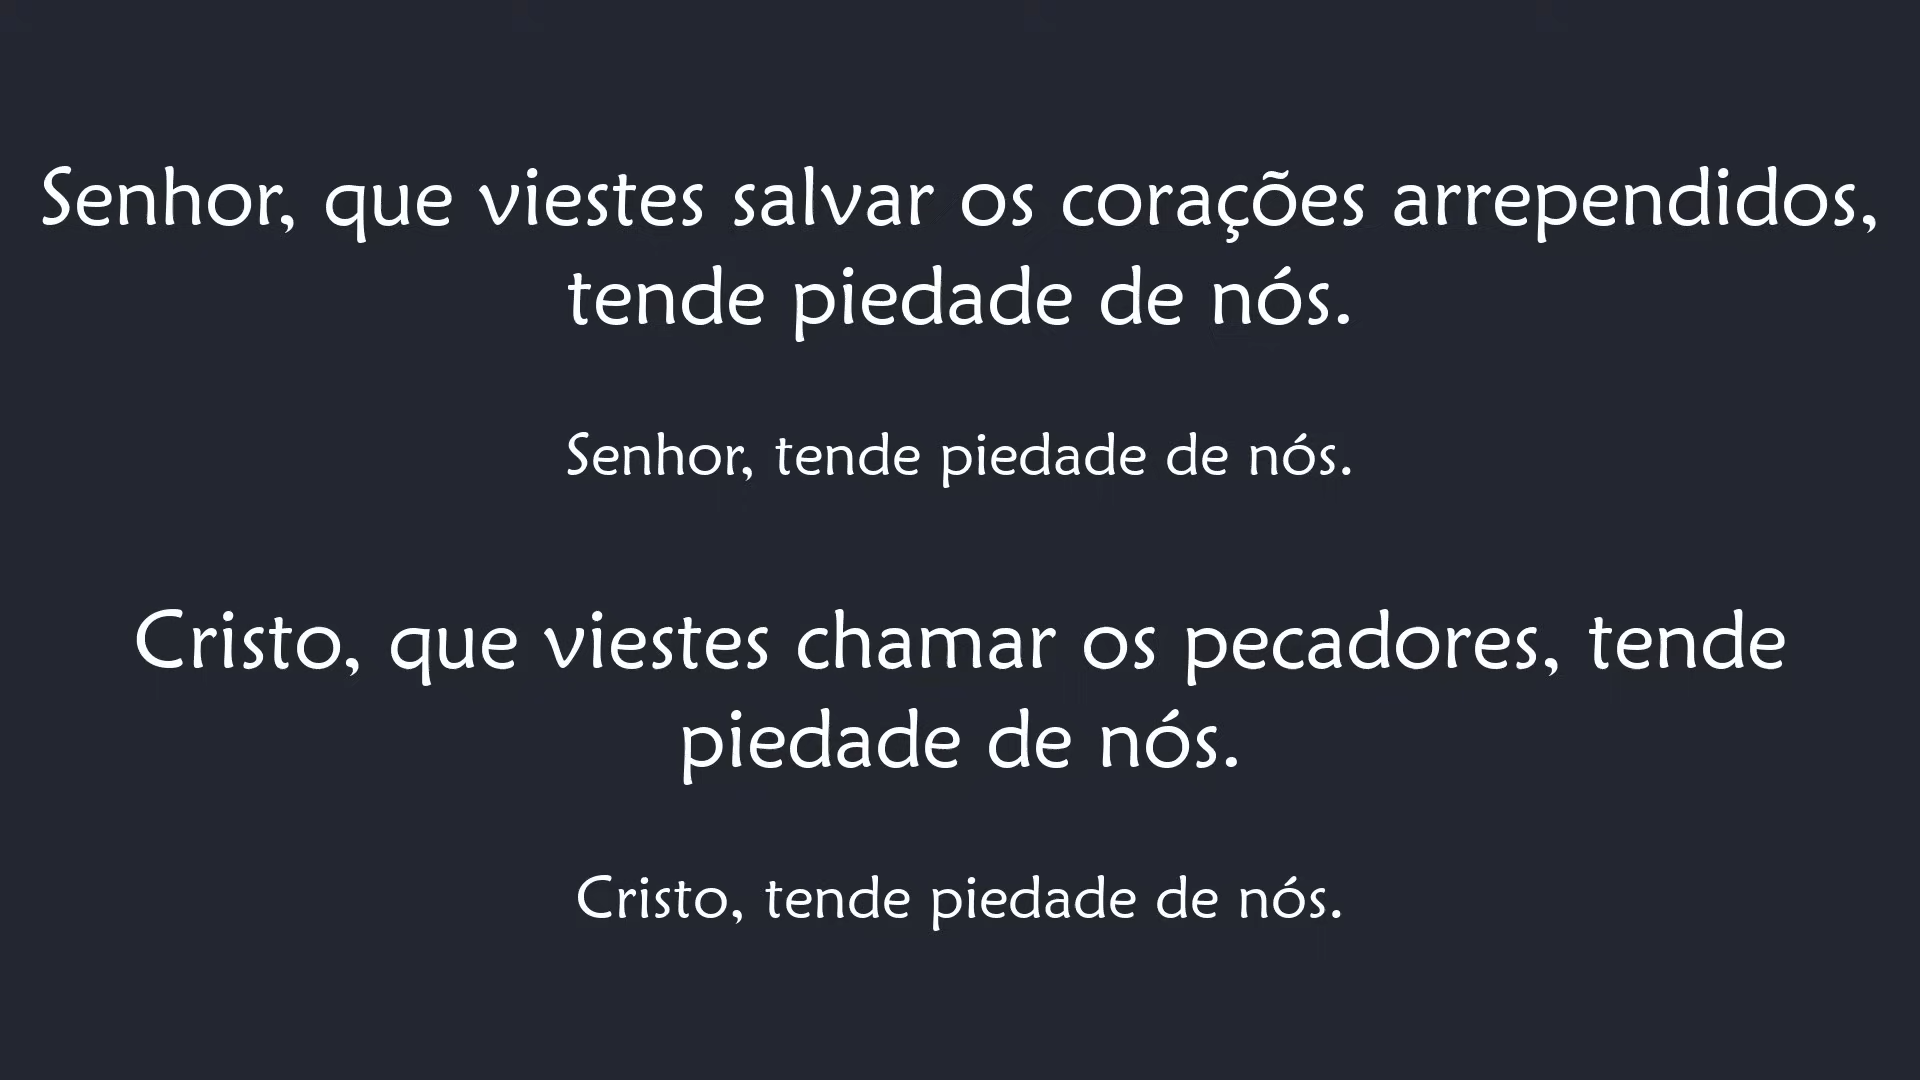 Senhor, que viestes salvar os corações arrependidos,
tende piedade de nós.
Senhor, tende piedade de nós.
Cristo, que viestes chamar os pecadores, tende
piedade de nós.
Cristo, tende piedade de nós.